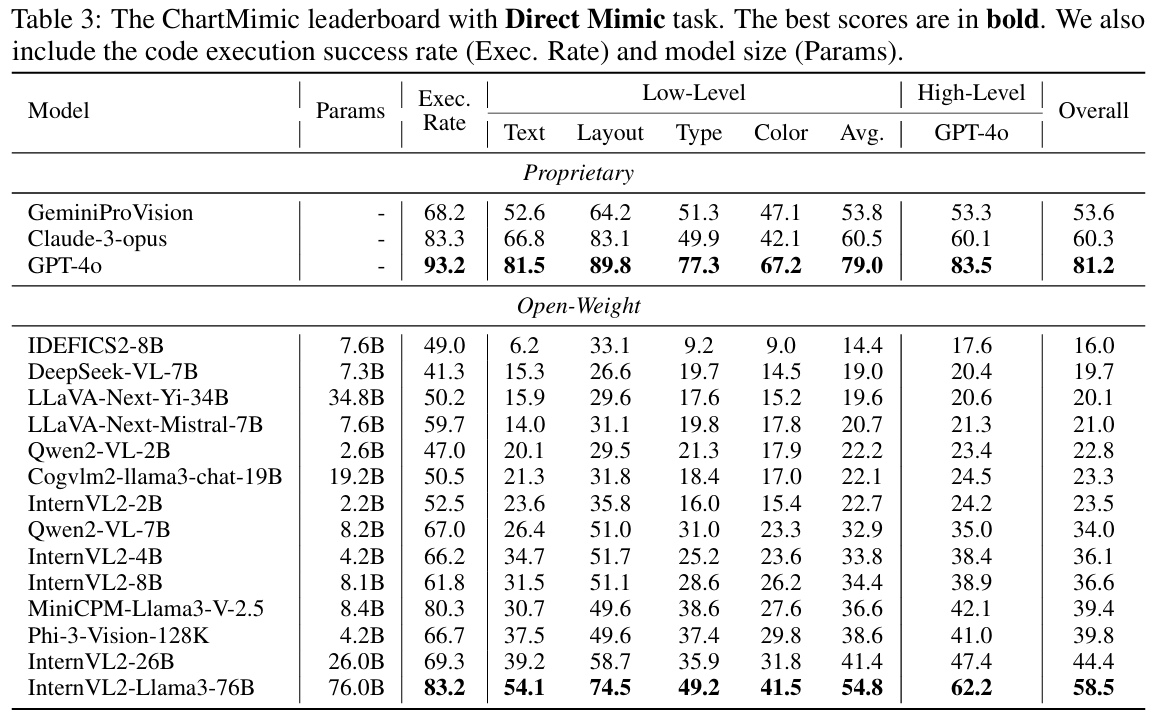 Table 3: The ChartMimic leaderboard with Direct Mimic task. The best scores are in bold. We also
include the code execution success rate (Exec. Rate) and model size (Params).
Model Params Exec. Rate Low-Level High-Level Overall
Text Layout Type Color Avg. GPT-4o
Proprietary
GeminiProVision - 68.2 52.6 64.2 51.3 47.1 53.8 53.3 53.6
Claude-3-opus - 83.3 66.8 83.1 49.9 42.1 60.5 60.1 60.3
GPT-4o - 93.2 81.5 89.8 77.3 67.2 79.0 83.5 81.2
Open-Weight
IDEFICS2-8B 7.6B 49.0 6.2 33.1 9.2 9.0 14.4 17.6 16.0
DeepSeek-VL-7B 7.3B 41.3 15.3 26.6 19.7 14.5 19.0 20.4 19.7
LLaVA-Next-Yi-34B 34.8B 50.2 15.9 29.6 17.6 15.2 19.6 20.6 20.1
LLaVA-Next-Mistral-7B 7.6B 59.7 14.0 31.1 19.8 17.8 20.7 21.3 21.0
Qwen2-VL-2B 2.6B 47.0 20.1 29.5 21.3 17.9 22.2 23.4 22.8
Cogvlm2-llama3-chat-19B 19.2B 50.5 21.3 31.8 18.4 17.0 22.1 24.5 23.3
InternVL2-2B 2.2B 52.5 23.6 35.8 16.0 15.4 22.7 24.2 23.5
Qwen2-VL-7B 8.2B 67.0 26.4 51.0 31.0 23.3 32.9 35.0 34.0
InternVL2-4B 4.2B 66.2 34.7 51.7 25.2 23.6 33.8 38.4 36.1
InternVL2-8B 8.1B 61.8 31.5 51.1 28.6 26.2 34.4 38.9 36.6
MiniCPM-Llama3-V-2.5 8.4B 80.3 30.7 49.6 38.6 27.6 36.6 42.1 39.4
Phi-3-Vision-128K 4.2B 66.7 37.5 49.6 37.4 29.8 38.6 41.0 39.8
InternVL2-26B 26.0B 69.3 39.2 58.7 35.9 31.8 41.4 47.4 44.4
InternVL2-Llama3-76B 76.0B 83.2 54.1 74.5 49.2 41.5 54.8 62.2 58.5